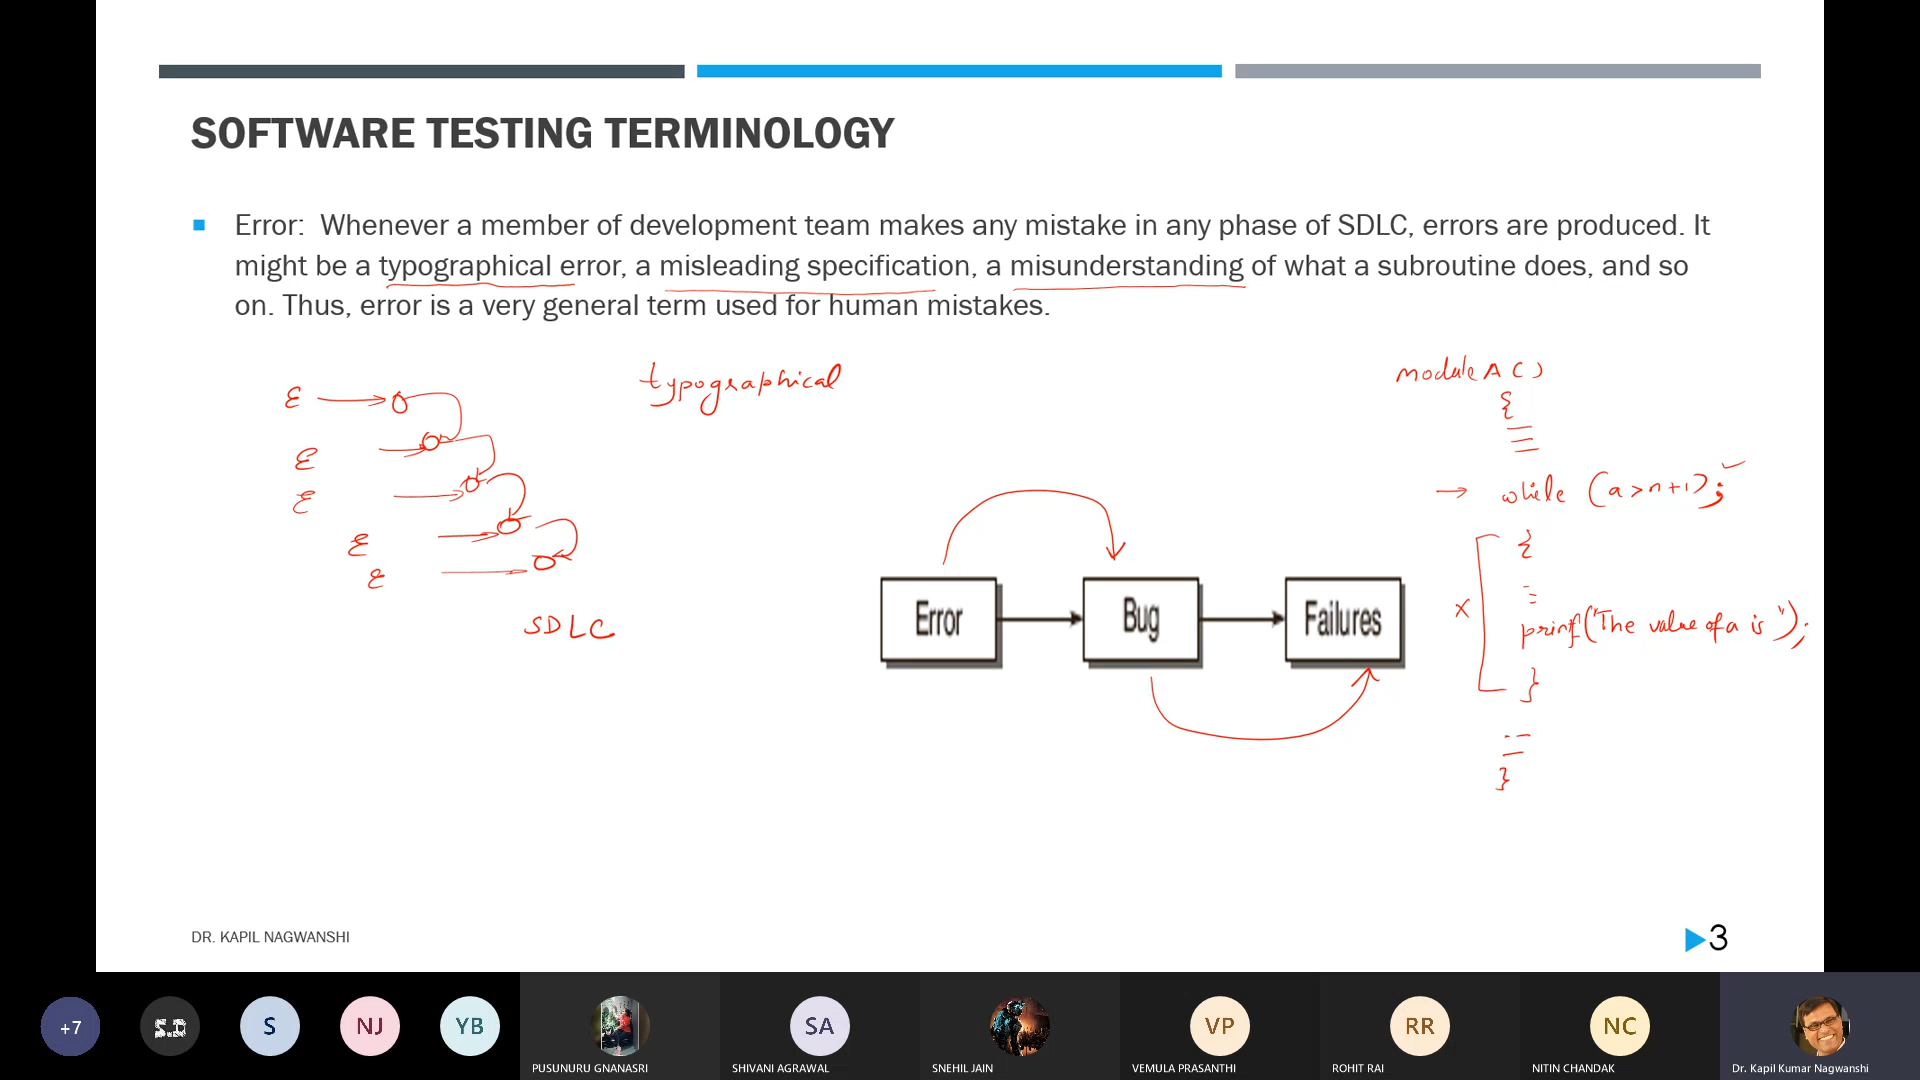 SOFTWARE TESTING TERMINOLOGY
Error: Whenever a member of development team makes any mistake in any phase of SDLC, errors are produced. It
might be a typographical error, a misleading specification, a misunderstanding of what a subroutine does, and so
on. Thus, error is a very general term used for human mistakes.
typographical
module A ( )
{
while (a>n+1);
{
printf("The value of a is ");
}
}
ε
ε
ε
ε
ε
SDLC
Error
Bug
Failures
DR. KAPIL NAGWANSHI
3
+7
S.D
S
NJ
YB
SA
VP
RR
NC
PUSUNURU GNANASRI
SHIVANI AGRAWAL
SNEHIL JAIN
VEMULA PRASANTHI
ROHIT RAI
NITIN CHANDAK
Dr. Kapil Kumar Nagwanshi